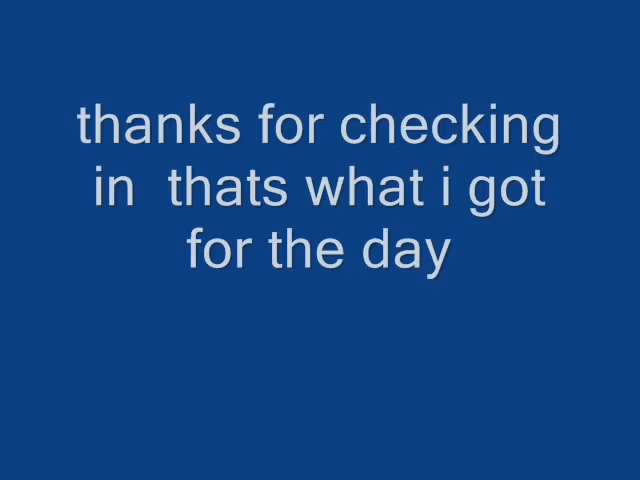 thanks for checking
in  thats what i got
for the day